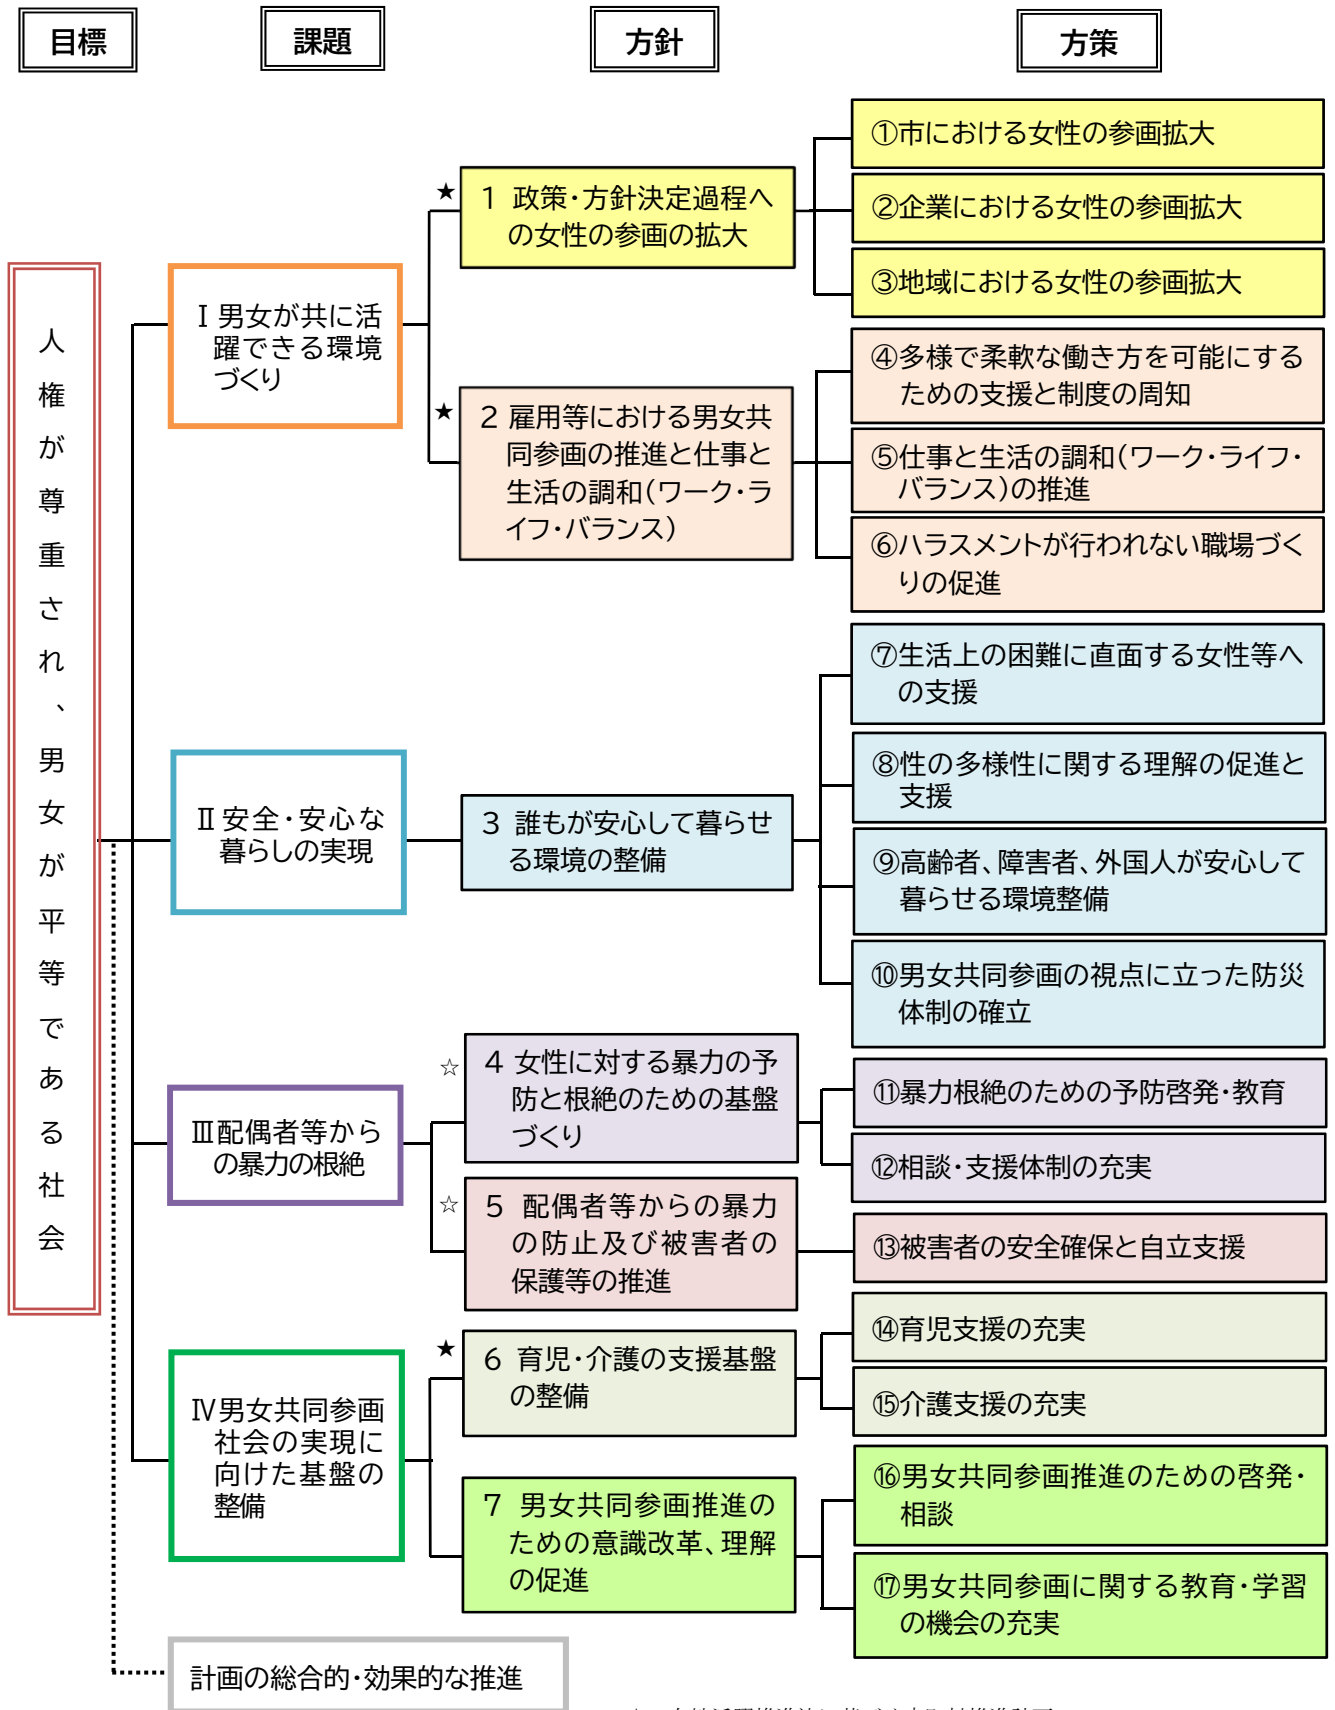 目標
課題
方針
方策
人権が尊重され、男女が平等である社会
Ⅰ男女が共に活
躍できる環境
づくり
★
1 政策・方針決定過程へ
の女性の参画の拡大
①市における女性の参画拡大
②企業における女性の参画拡大
③地域における女性の参画拡大
★
2 雇用等における男女共
同参画の推進と仕事と
生活の調和(ワーク・ラ
イフ・バランス)
④多様で柔軟な働き方を可能にする
ための支援と制度の周知
⑤仕事と生活の調和(ワーク・ライフ・
バランス)の推進
⑥ハラスメントが行われない職場づく
りの促進
Ⅱ安全・安心な
暮らしの実現
3 誰もが安心して暮らせ
る環境の整備
⑦生活上の困難に直面する女性等へ
の支援
⑧性の多様性に関する理解の促進と
支援
⑨高齢者、障害者、外国人が安心して
暮らせる環境整備
⑩男女共同参画の視点に立った防災
体制の確立
Ⅲ配偶者等から
の暴力の根絶
☆
4 女性に対する暴力の予
防と根絶のための基盤
づくり
⑪暴力根絶のための予防啓発・教育
⑫相談・支援体制の充実
☆
5 配偶者等からの暴力
の防止及び被害者の
保護等の推進
⑬被害者の安全確保と自立支援
Ⅳ男女共同参画
社会の実現に
向けた基盤の
整備
★
6 育児・介護の支援基盤
の整備
⑭育児支援の充実
⑮介護支援の充実
7 男女共同参画推進の
ための意識改革、理解
の促進
⑯男女共同参画推進のための啓発・
相談
⑰男女共同参画に関する教育・学習
の機会の充実
計画の総合的・効果的な推進